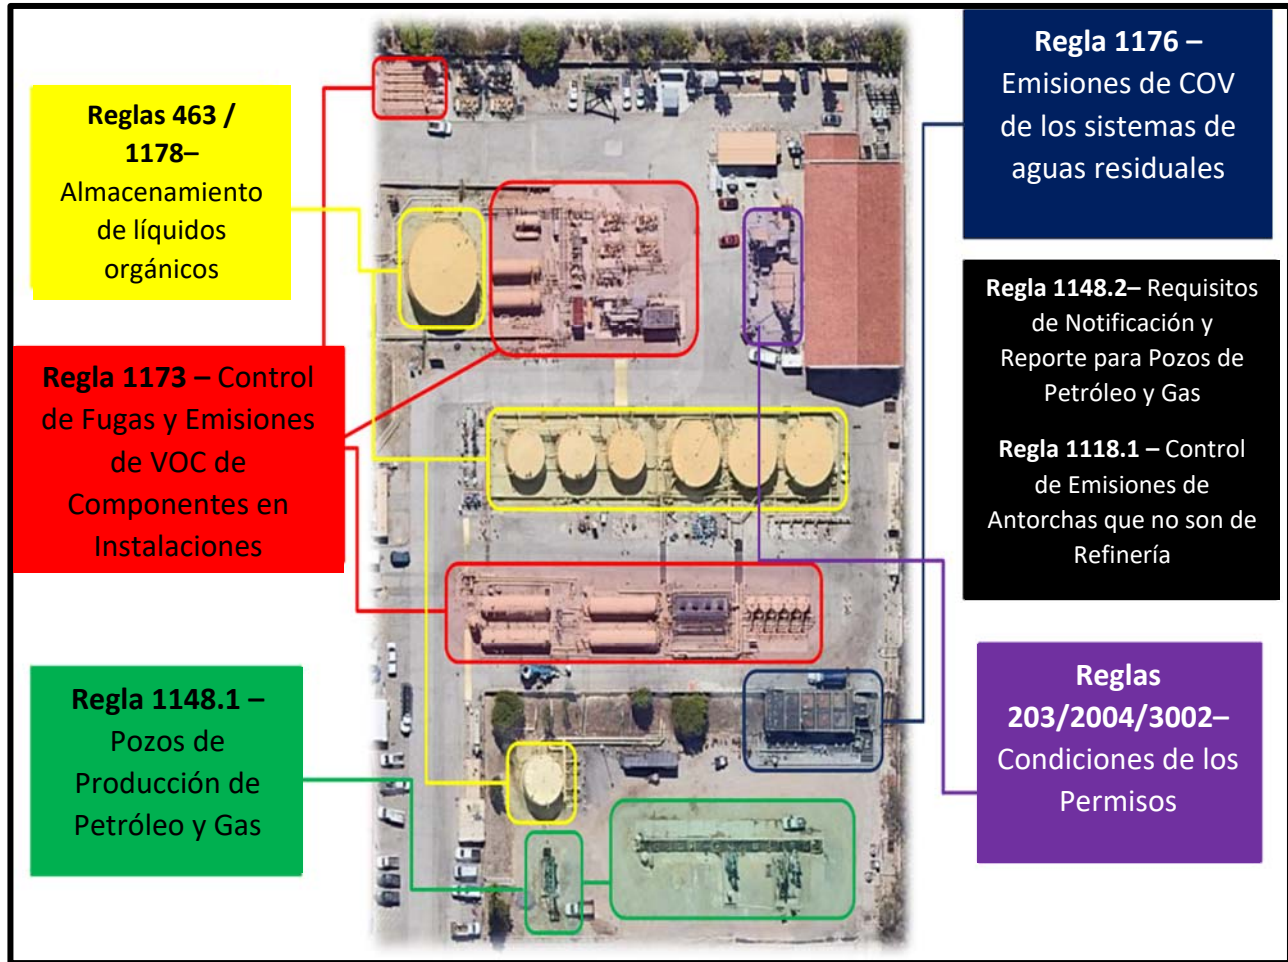 Reglas 463 /
1178–
Almacenamiento
de líquidos
orgánicos
Regla 1173 – Control
de Fugas y Emisiones
de VOC de
Componentes en
Instalaciones
Regla 1148.1 –
Pozos de
Producción de
Petróleo y Gas
Regla 1176 –
Emisiones de COV
de los sistemas de
aguas residuales
Regla 1148.2– Requisitos
de Notificación y
Reporte para Pozos de
Petróleo y Gas
Regla 1118.1 – Control
de Emisiones de
Antorchas que no son de
Refinería
Reglas
203/2004/3002–
Condiciones de los
Permisos